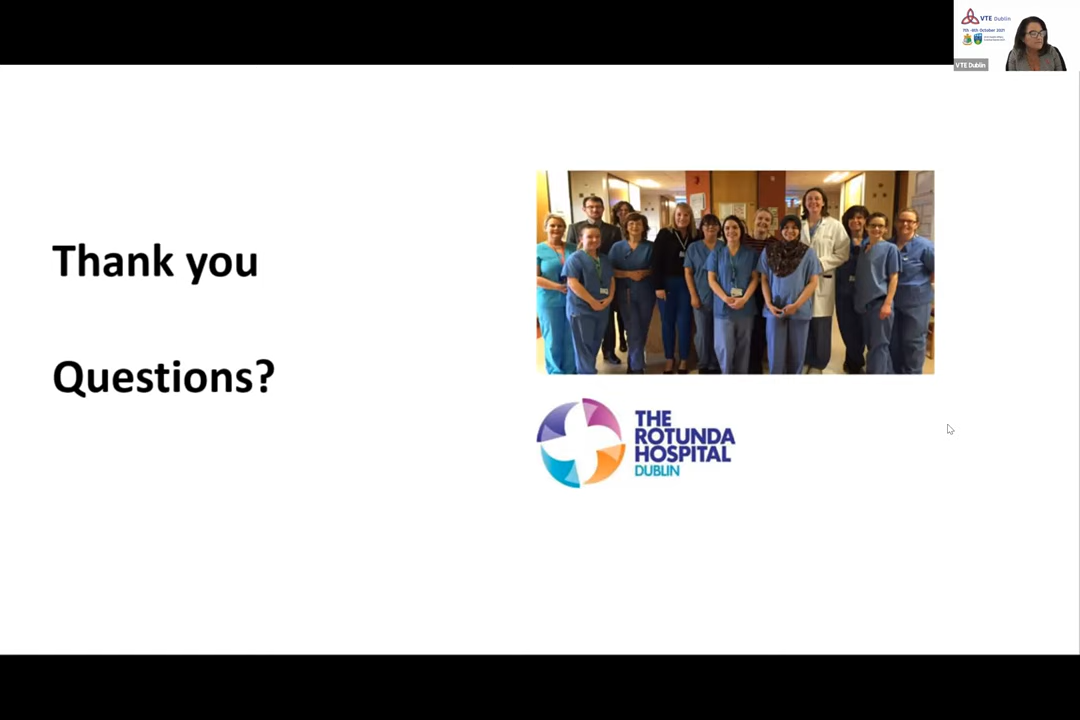 VTE Dublin
VTE Dublin
Thank you
Questions?
THE
ROTUNDA
HOSPITAL
DUBLIN